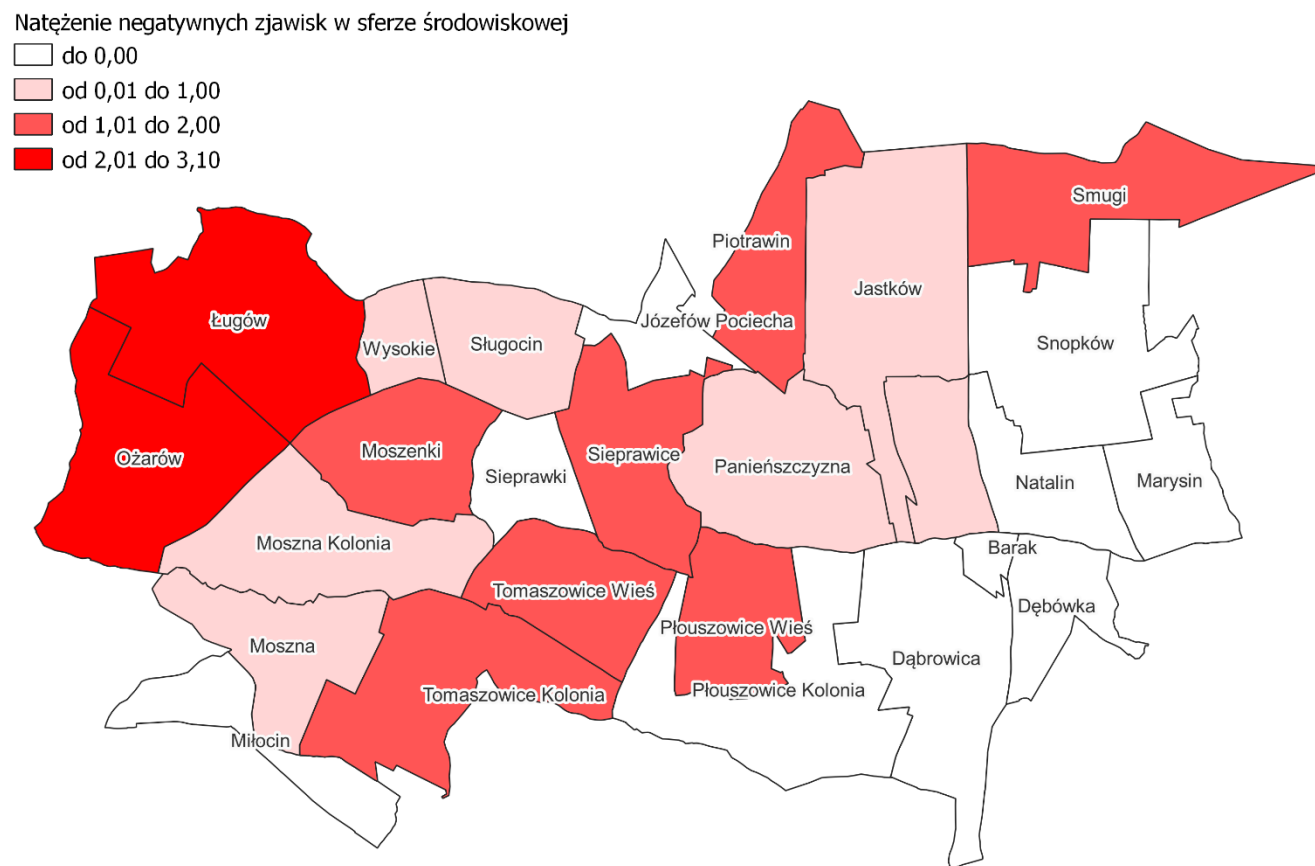 Natężenie negatywnych zjawisk w sferze środowiskowej
do 0,00
od 0,01 do 1,00
od 1,01 do 2,00
od 2,01 do 3,10
Smugi
Piotrawin
Jastków
Ługów
Józefów Pociecha
Wysokie
Sługocin
Snopków
Ożarów
Moszenki
Sieprawki
Sieprawice
Panieńszczyzna
Natalin
Marysin
Moszna Kolonia
Barak
Tomaszowice Wieś
Dębówka
Płouszowice Wieś
Moszna
Dąbrowica
Tomaszowice Kolonia
Płouszowice Kolonia
Miłocin